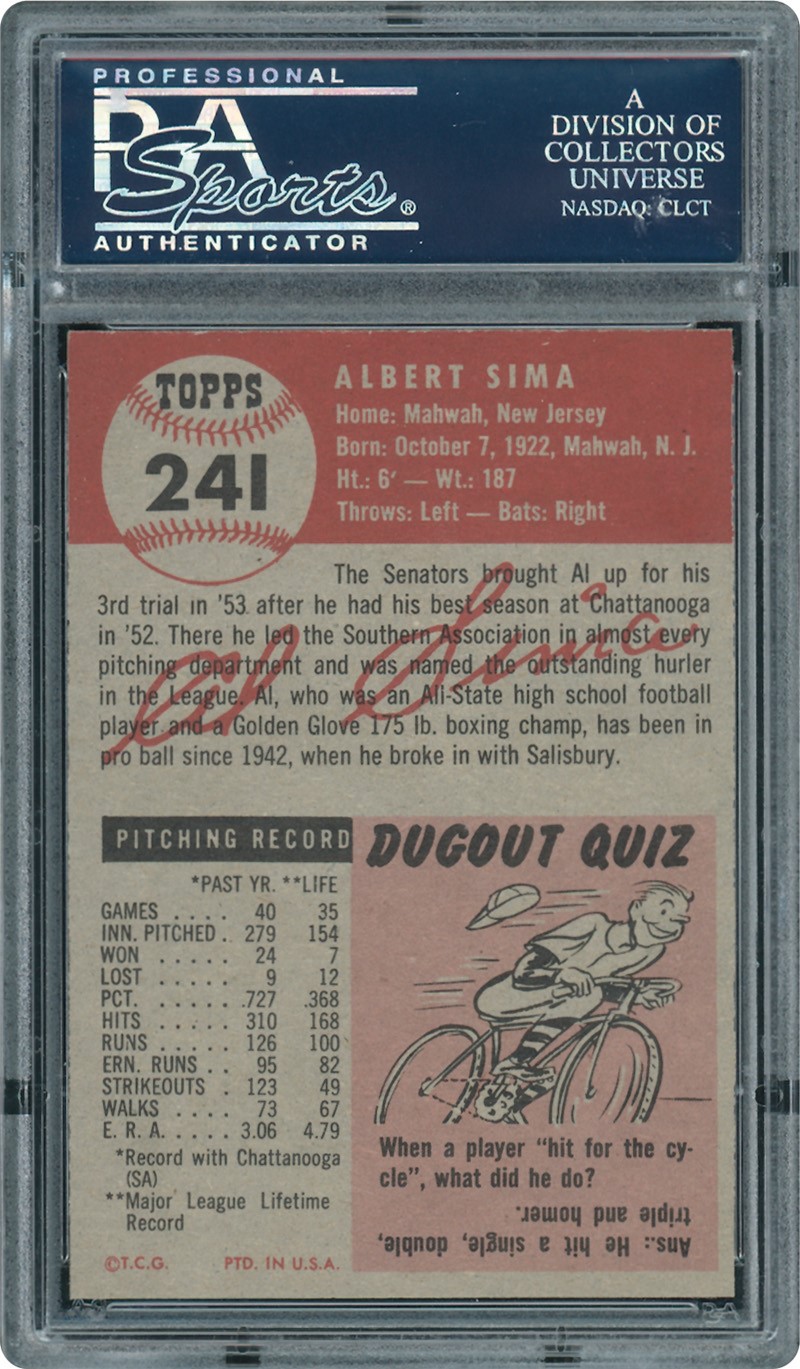 PROFESSIONAL
PSA
Sports®
AUTHENTICATOR
A
DIVISION OF
COLLECTORS
UNIVERSE
NASDAQ: CLCT
TOPPS
241
ALBERT SIMA
Home: Mahwah, New Jersey
Born: October 7, 1922, Mahwah, N. J.
Ht.: 6' — Wt.: 187
Throws: Left — Bats: Right
The Senators brought Al up for his
3rd trial in '53 after he had his best season at Chattanooga
in '52. There he led the Southern Association in almost every
pitching department and was named the outstanding hurler
in the League. Al, who was an All-State high school football
player and a Golden Glove 175 lb. boxing champ, has been in
pro ball since 1942, when he broke in with Salisbury.
Al Sima
PITCHING RECORD
*PAST YR. **LIFE
GAMES . . . . 40 35
INN. PITCHED . 279 154
WON . . . . . 24 7
LOST . . . . . 9 12
PCT. . . . . . .727 .368
HITS . . . . . 310 168
RUNS . . . . . 126 100
ERN. RUNS . . 95 82
STRIKEOUTS . 123 49
WALKS . . . . 73 67
E. R. A. . . . . . 3.06 4.79
*Record with Chattanooga
(SA)
**Major League Lifetime
Record
©T.C.G. PTD. IN U.S.A.
DUGOUT QUIZ
When a player "hit for the cy-
cle", what did he do?
Ans.: He hit a single, double,
triple and homer.